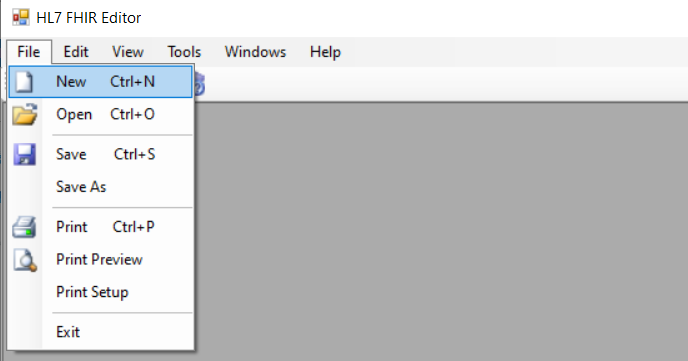 HL7 FHIR Editor
File Edit View Tools Windows Help
New Ctrl+N
Open Ctrl+O
Save Ctrl+S
Save As
Print Ctrl+P
Print Preview
Print Setup
Exit